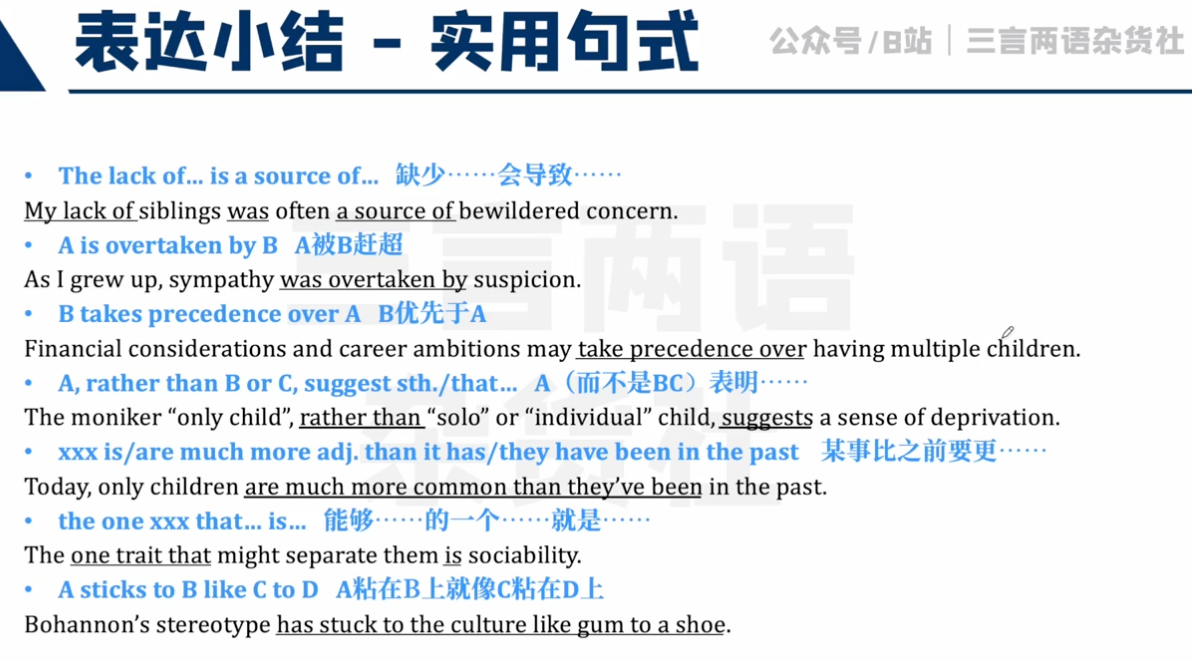 表达小结 - 实用句式
公众号/B站｜三言两语杂货社
• The lack of… is a source of… 缺少……会导致……
My lack of siblings was often a source of bewildered concern.
• A is overtaken by B A被B赶超
As I grew up, sympathy was overtaken by suspicion.
• B takes precedence over A B优先于A
Financial considerations and career ambitions may take precedence over having multiple children.
• A, rather than B or C, suggest sth./that… A（而不是BC）表明……
The moniker “only child”, rather than “solo” or “individual” child, suggests a sense of deprivation.
• xxx is/are much more adj. than it has/they have been in the past 某事比之前要更……
Today, only children are much more common than they’ve been in the past.
• the one xxx that… is… 能够……的一个……就是……
The one trait that might separate them is sociability.
• A sticks to B like C to D A粘在B上就像C粘在D上
Bohannon’s stereotype has stuck to the culture like gum to a shoe.
三言两语
杂货社